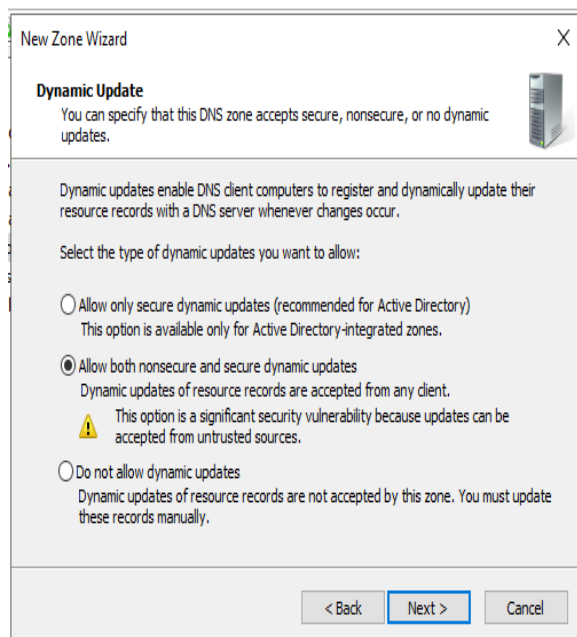 New Zone Wizard
Dynamic Update
You can specify that this DNS zone accepts secure, nonsecure, or no dynamic
updates.
Dynamic updates enable DNS client computers to register and dynamically update their
resource records with a DNS server whenever changes occur.
Select the type of dynamic updates you want to allow:
Allow only secure dynamic updates (recommended for Active Directory)
This option is available only for Active Directory-integrated zones.
Allow both nonsecure and secure dynamic updates
Dynamic updates of resource records are accepted from any client.
This option is a significant security vulnerability because updates can be
accepted from untrusted sources.
Do not allow dynamic updates
Dynamic updates of resource records are not accepted by this zone. You must update
these records manually.
< Back Next > Cancel